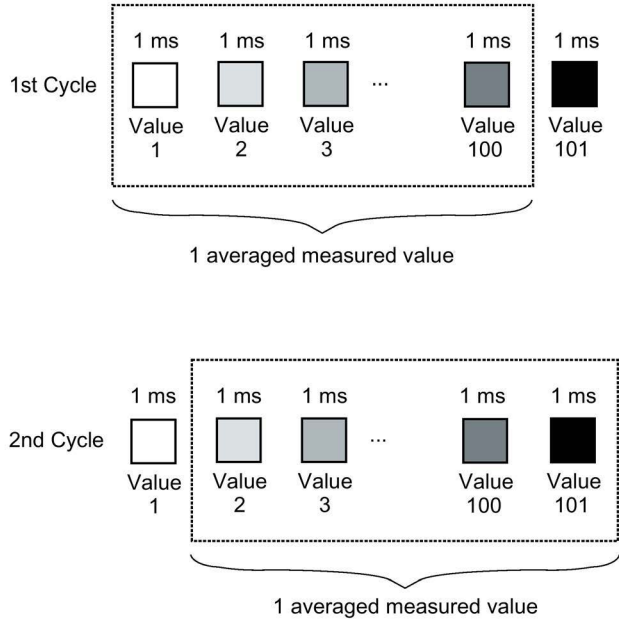 1 ms 1 ms 1 ms 1 ms 1 ms
1st Cycle ...
Value Value Value Value Value
1 2 3 100 101
1 averaged measured value
1 ms 1 ms 1 ms 1 ms 1 ms
2nd Cycle ...
Value Value Value Value Value
1 2 3 100 101
1 averaged measured value